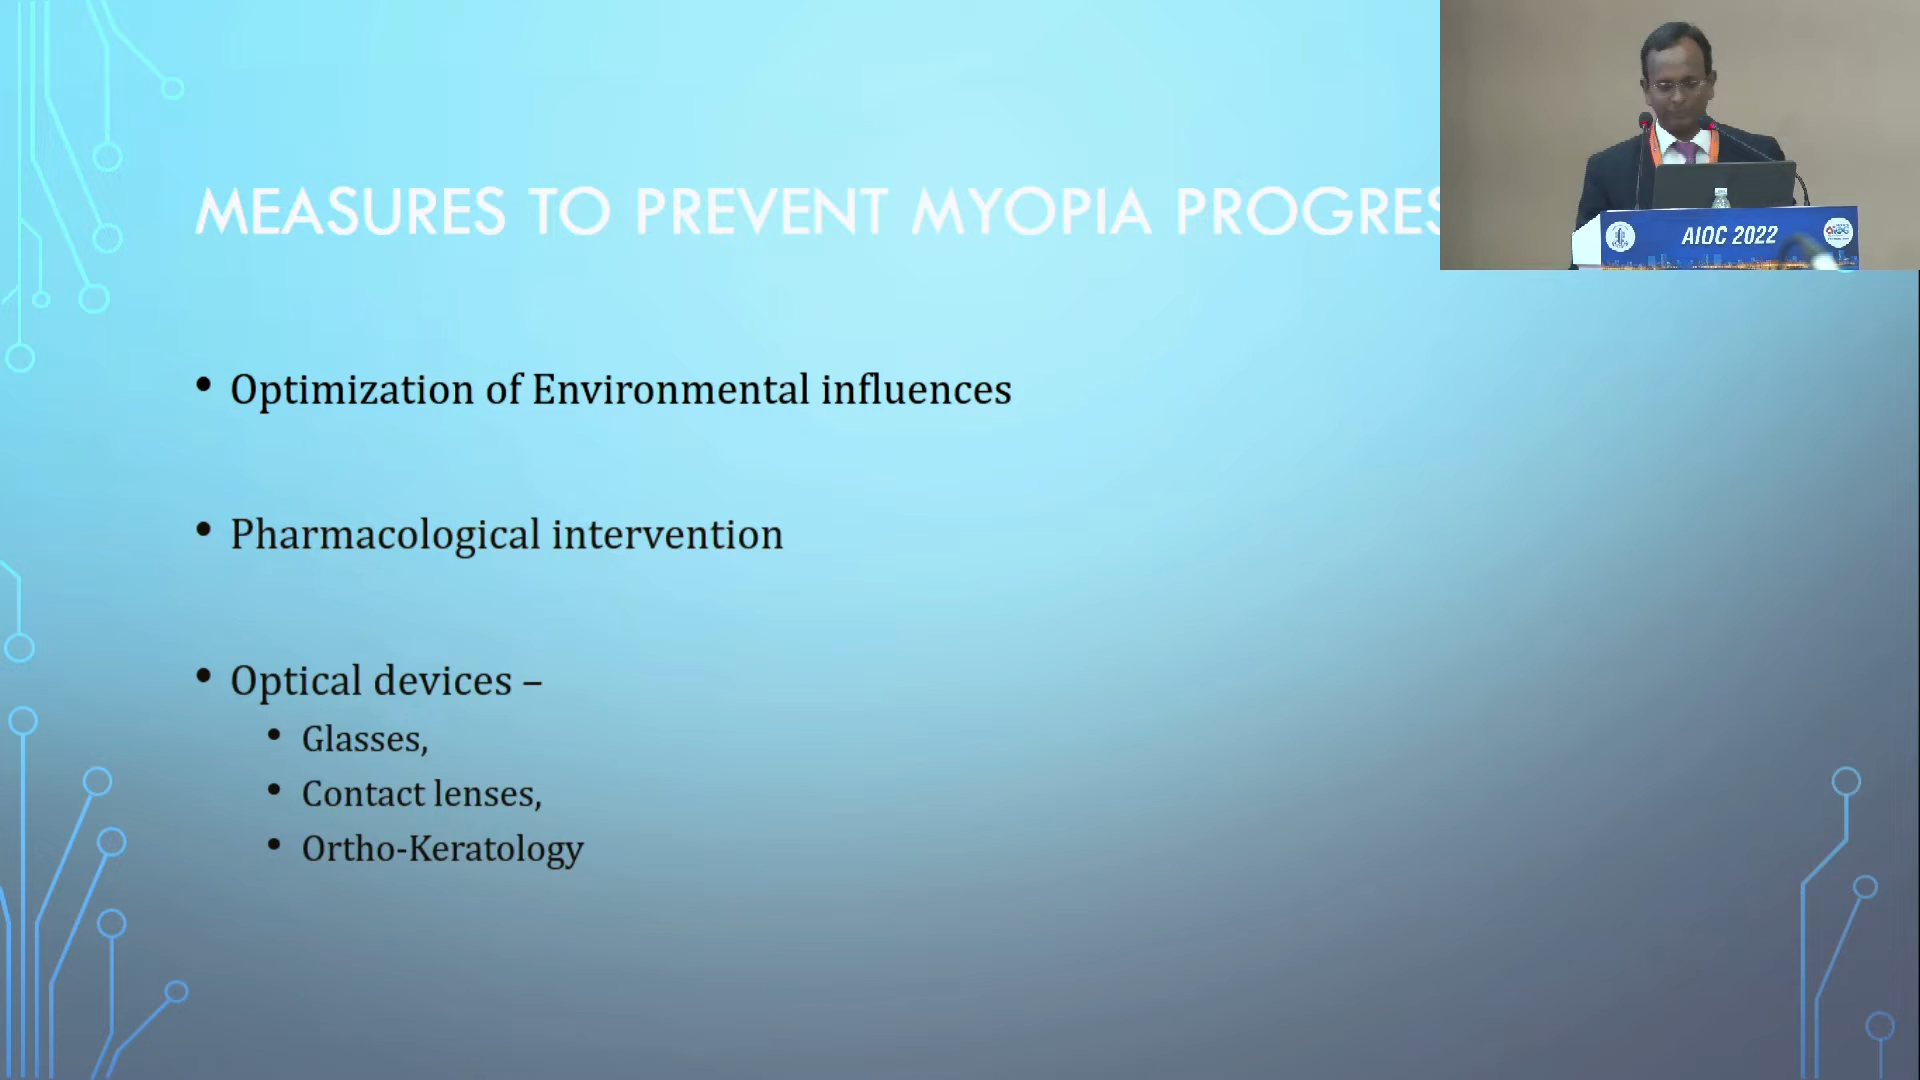 MEASURES TO PREVENT MYOPIA PROGRES
• Optimization of Environmental influences
• Pharmacological intervention
• Optical devices –
• Glasses,
• Contact lenses,
• Ortho-Keratology
AIOC 2022